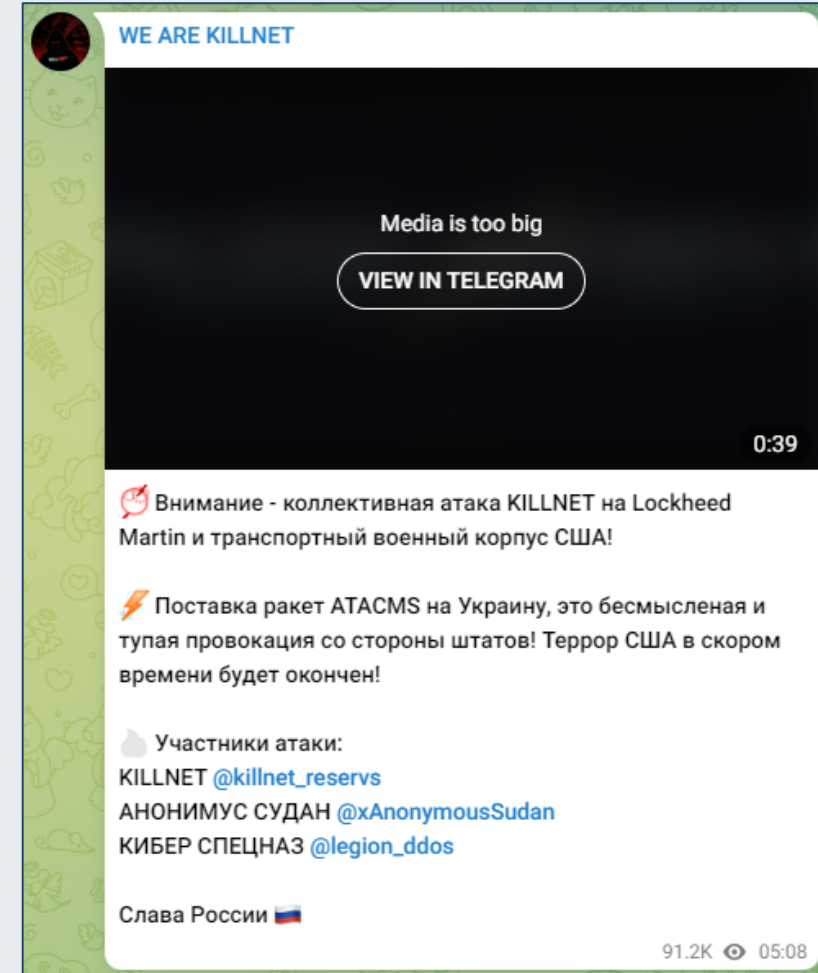 WE ARE KILLNET
Media is too big
VIEW IN TELEGRAM
0:39
Внимание - коллективная атака KILLNET на Lockheed
Martin и транспортный военный корпус США!
Поставка ракет ATACMS на Украину, это бесмысленая и
тупая провокация со стороны штатов! Террор США в скором
времени будет окончен!
Участники атаки:
KILLNET @killnet_reservs
АНОНИМУС СУДАН @xAnonymousSudan
КИБЕР СПЕЦНАЗ @legion_ddos
Слава России 🇷🇺
91.2K 05:08